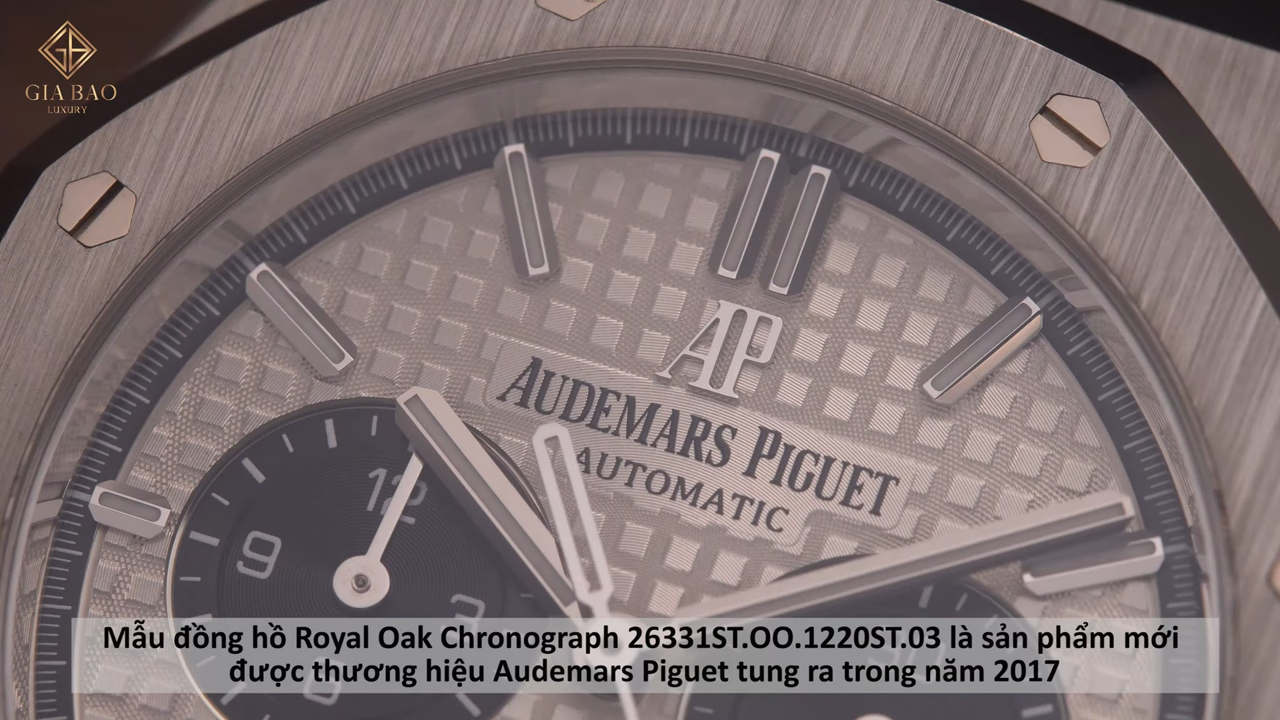 GIA BAO
LUXURY
AP
AUDEMARS PIGUET
AUTOMATIC
12
9
3
Mẫu đồng hồ Royal Oak Chronograph 26331ST.OO.1220ST.03 là sản phẩm mới
được thương hiệu Audemars Piguet tung ra trong năm 2017